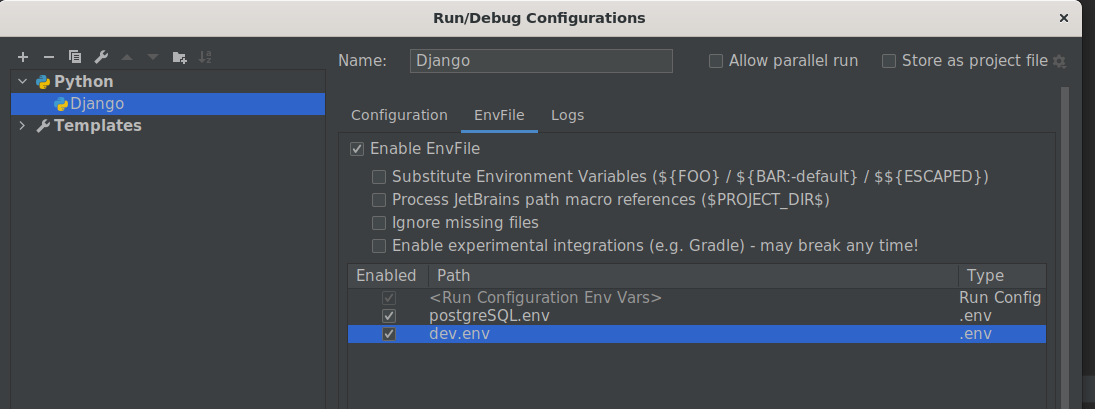 Run/Debug Configurations
Name: Django Allow parallel run Store as project file
Python
Django
Templates
Configuration EnvFile Logs
Enable EnvFile
Substitute Environment Variables (${FOO} / ${BAR:-default} / $${ESCAPED})
Process JetBrains path macro references ($PROJECT_DIR$)
Ignore missing files
Enable experimental integrations (e.g. Gradle) - may break any time!
Enabled Path Type
<Run Configuration Env Vars> Run Config
postgreSQL.env .env
dev.env .env